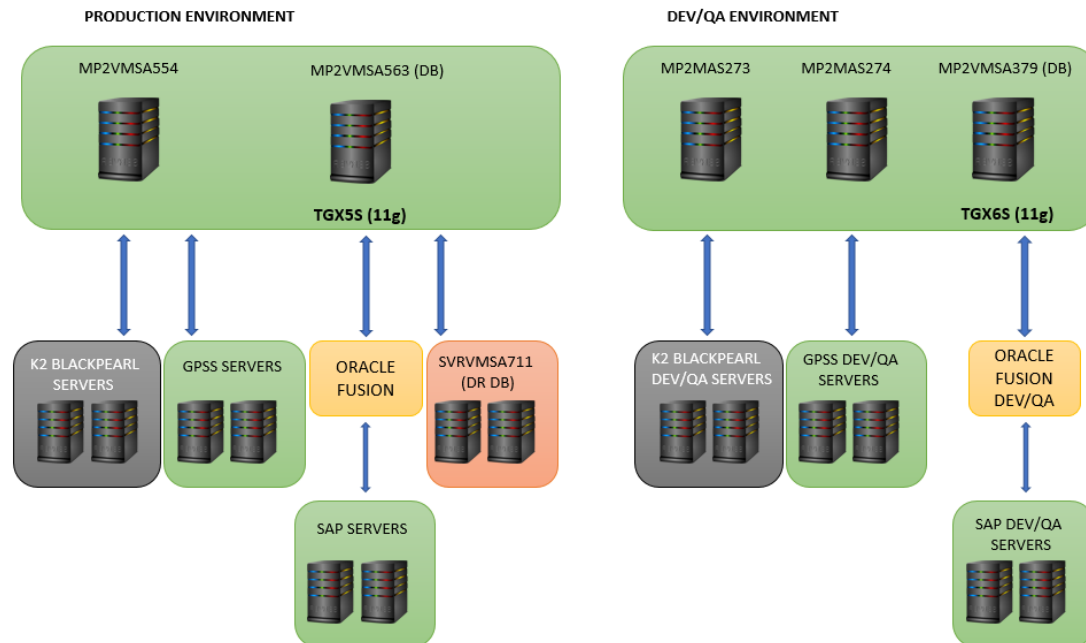 PRODUCTION ENVIRONMENT
MP2VMSA554
MP2VMSA563 (DB)
TGX5S (11g)
K2 BLACKPEARL
SERVERS
GPSS SERVERS
ORACLE
FUSION
SVRVMSA711
(DR DB)
SAP SERVERS
DEV/QA ENVIRONMENT
MP2MAS273
MP2MAS274
MP2VMSA379 (DB)
TGX6S (11g)
K2 BLACKPEARL
DEV/QA SERVERS
GPSS DEV/QA
SERVERS
ORACLE
FUSION
DEV/QA
SAP DEV/QA
SERVERS